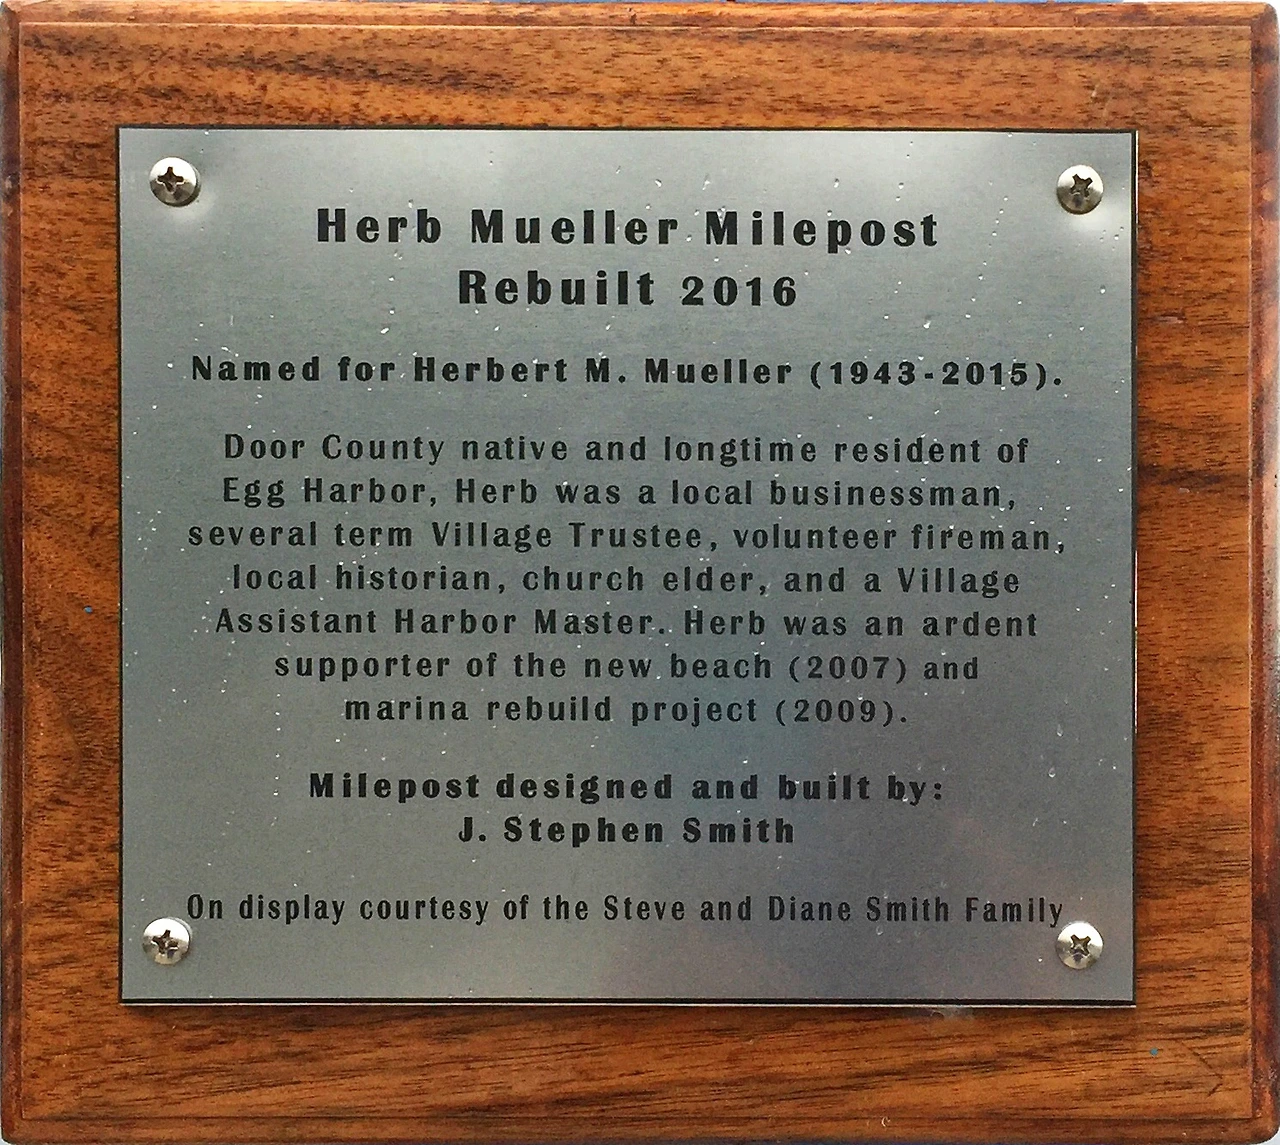 Herb Mueller Milepost
Rebuilt 2016
Named for Herbert M. Mueller (1943-2015).
Door County native and longtime resident of
Egg Harbor, Herb was a local businessman,
several term Village Trustee, volunteer fireman,
local historian, church elder, and a Village
Assistant Harbor Master. Herb was an ardent
supporter of the new beach (2007) and
marina rebuild project (2009).
Milepost designed and built by:
J. Stephen Smith
On display courtesy of the Steve and Diane Smith Family